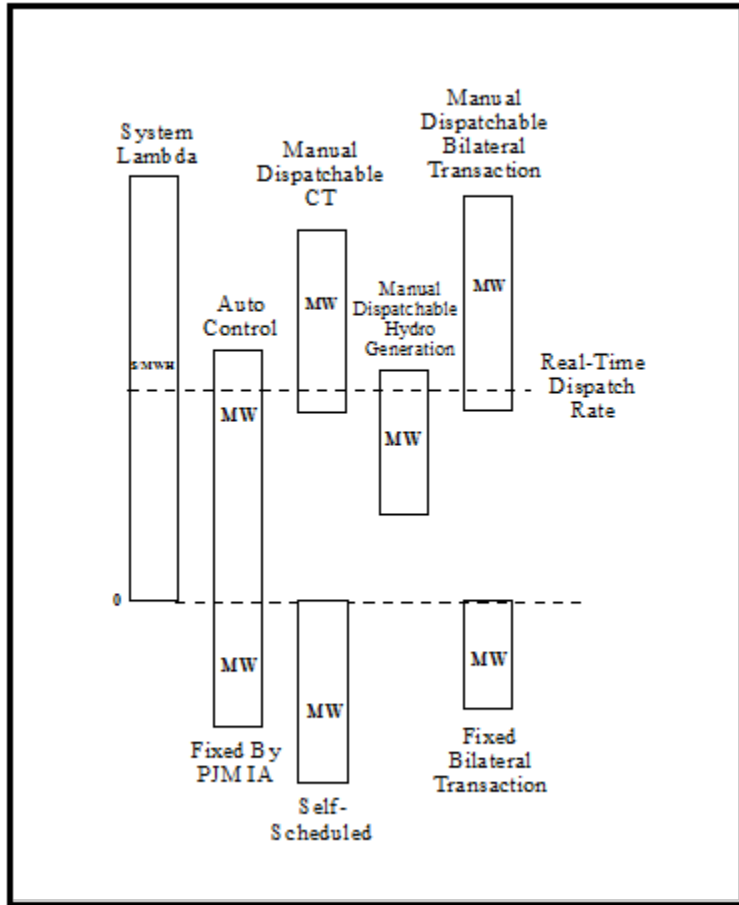 System
Lambda
Manual
Dispatchable
CT
Manual
Dispatchable
Bilateral
Transaction
Auto
Control
MW
Manual
Dispatchable
Hydro
Generation
MW
$/MWH
Real-Time
Dispatch
Rate
MW
MW
0
MW
MW
MW
Fixed By
PJM IA
Self-
Scheduled
Fixed
Bilateral
Transaction